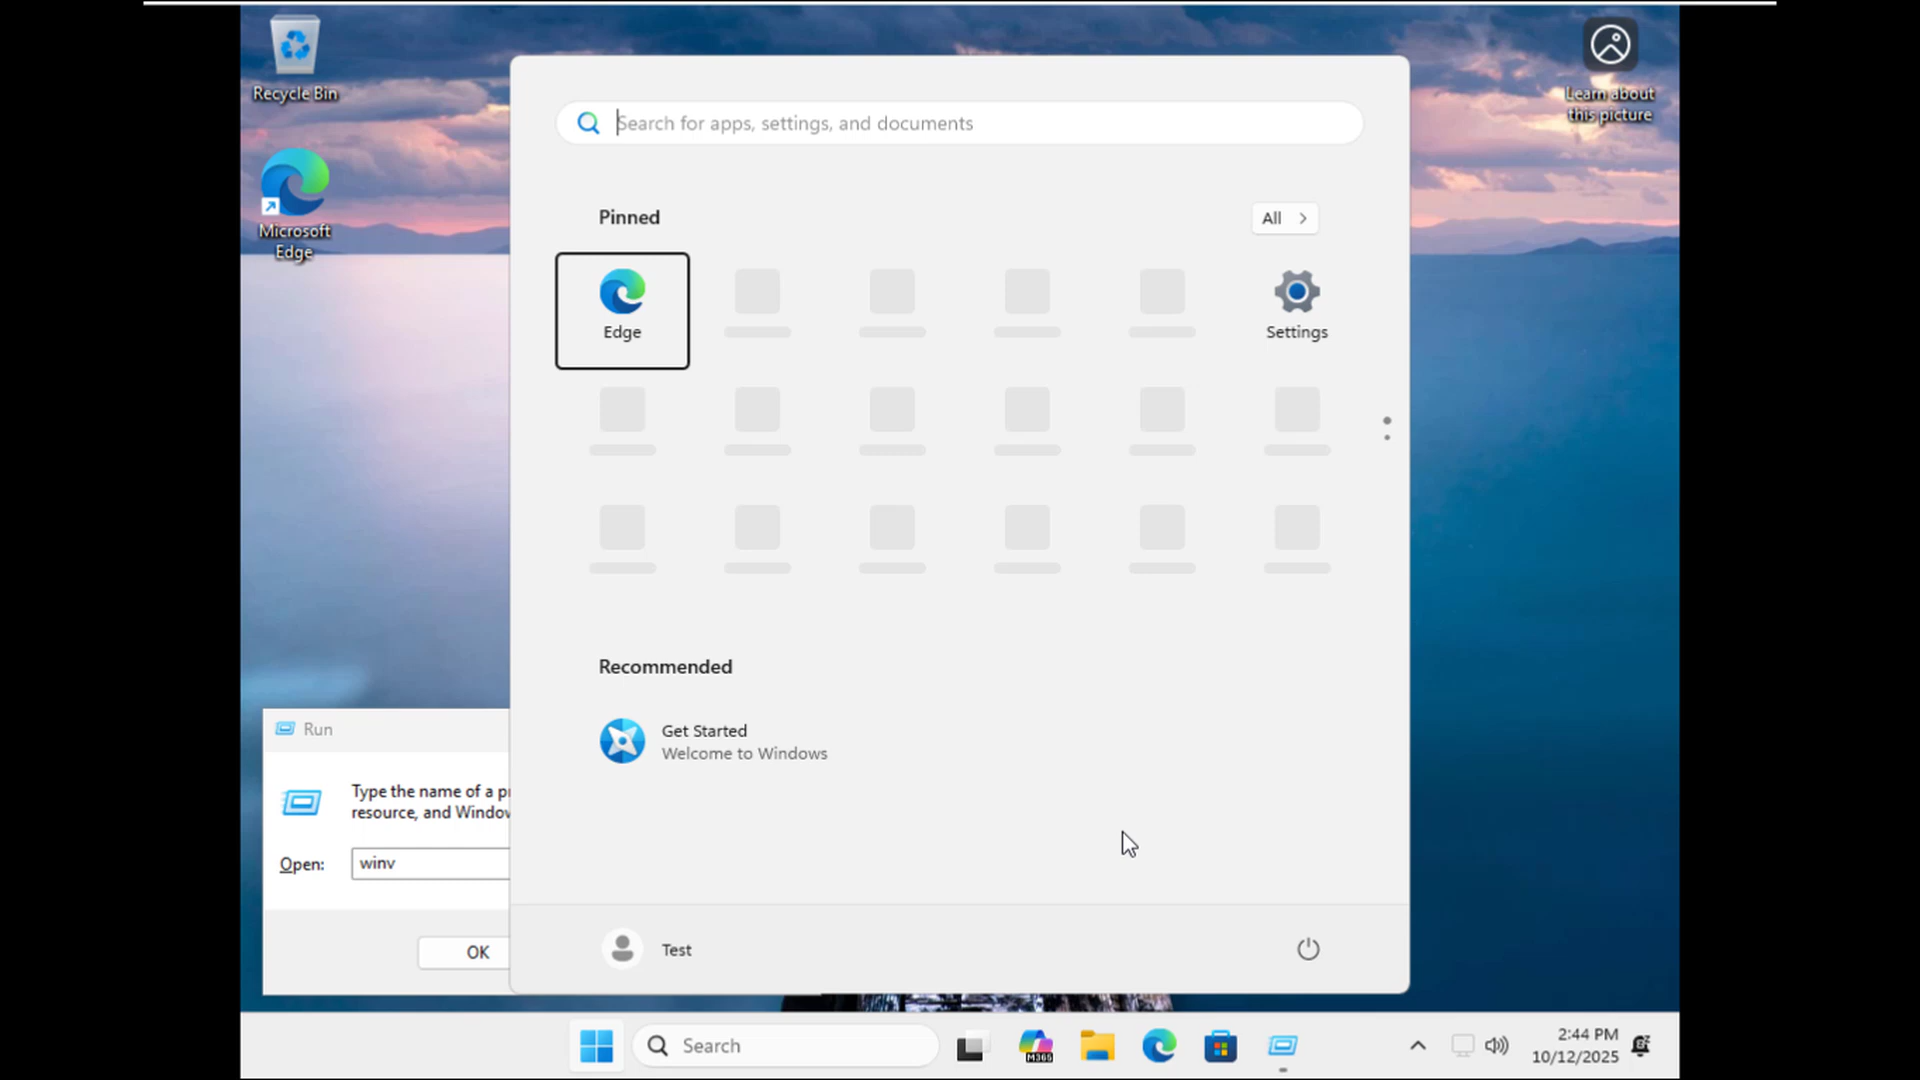 Recycle Bin
Microsoft
Edge
Learn about
this picture
Search for apps, settings, and documents
Pinned
All
Edge
Settings
Recommended
Get Started
Welcome to Windows
Run
Type the name of a p
resource, and Windo
Open:
winv
OK
Test
Search
M365
2:44 PM
10/12/2025